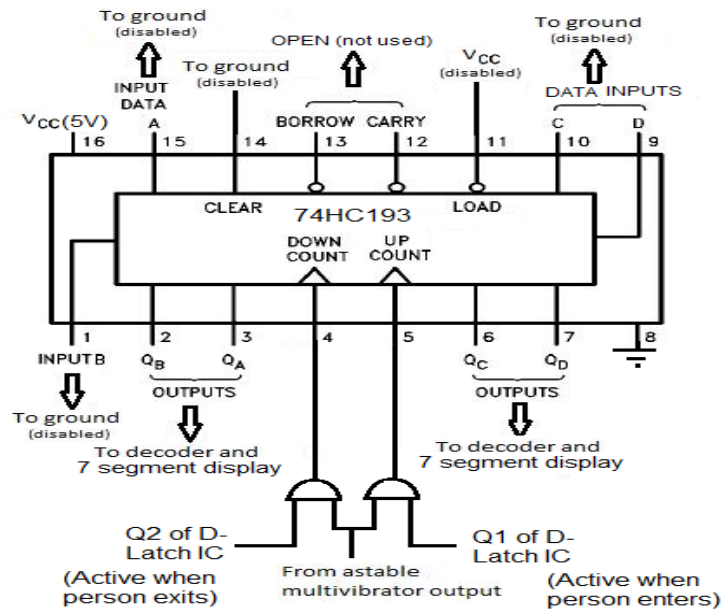 To ground
(disabled)
INPUT
DATA
A
To ground
(disabled)
OPEN (not used)
VCC
(disabled)
To ground
(disabled)
DATA INPUTS
VCC(5V)
BORROW CARRY
C D
16 15 14 13 12 11 10 9
CLEAR
LOAD
74HC193
DOWN
COUNT
UP
COUNT
1 2 3 4 5 6 7 8
INPUT B
QB QA
QC QD
OUTPUTS
OUTPUTS
To ground
(disabled)
To decoder and
7 segment display
To decoder and
7 segment display
Q2 of D-
Latch IC
(Active when
person exits)
From astable
multivibrator output
Q1 of D-
Latch IC
(Active when
person enters)